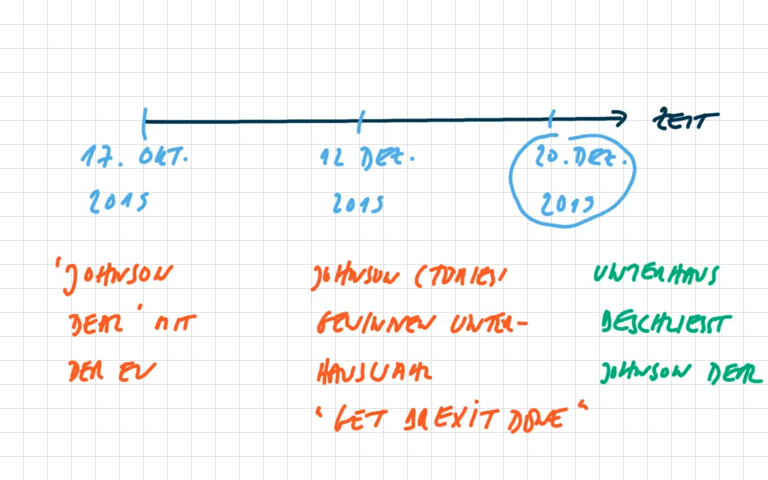 ZEIT
17. OKT. 12 DEZ. 20. DEZ.
2019 2019 2019
'JOHNSON JOHNSON (TORIES) UNTERHAUS
DEAL' MIT GEWINNEN UNTER- BESCHLIESST
DER EU HAUSWAHL JOHNSON DEAL
"GET BREXIT DONE"